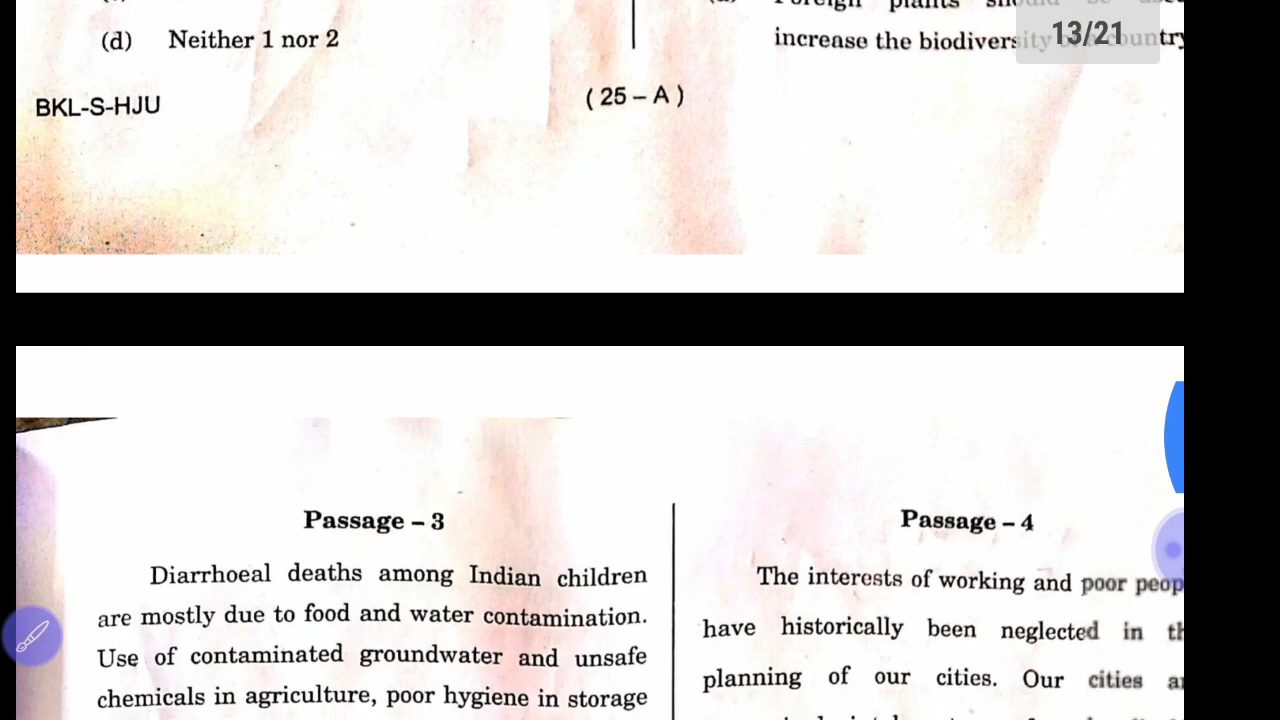 (d) Neither 1 nor 2
Foreign plants
increase the biodiversity
13/21
BKL-S-HJU
( 25 – A )
Passage – 3
Diarrhoeal deaths among Indian children
are mostly due to food and water contamination.
Use of contaminated groundwater and unsafe
chemicals in agriculture, poor hygiene in storage
Passage – 4
The interests of working and poor
have historically been neglected in
planning of our cities. Our cities